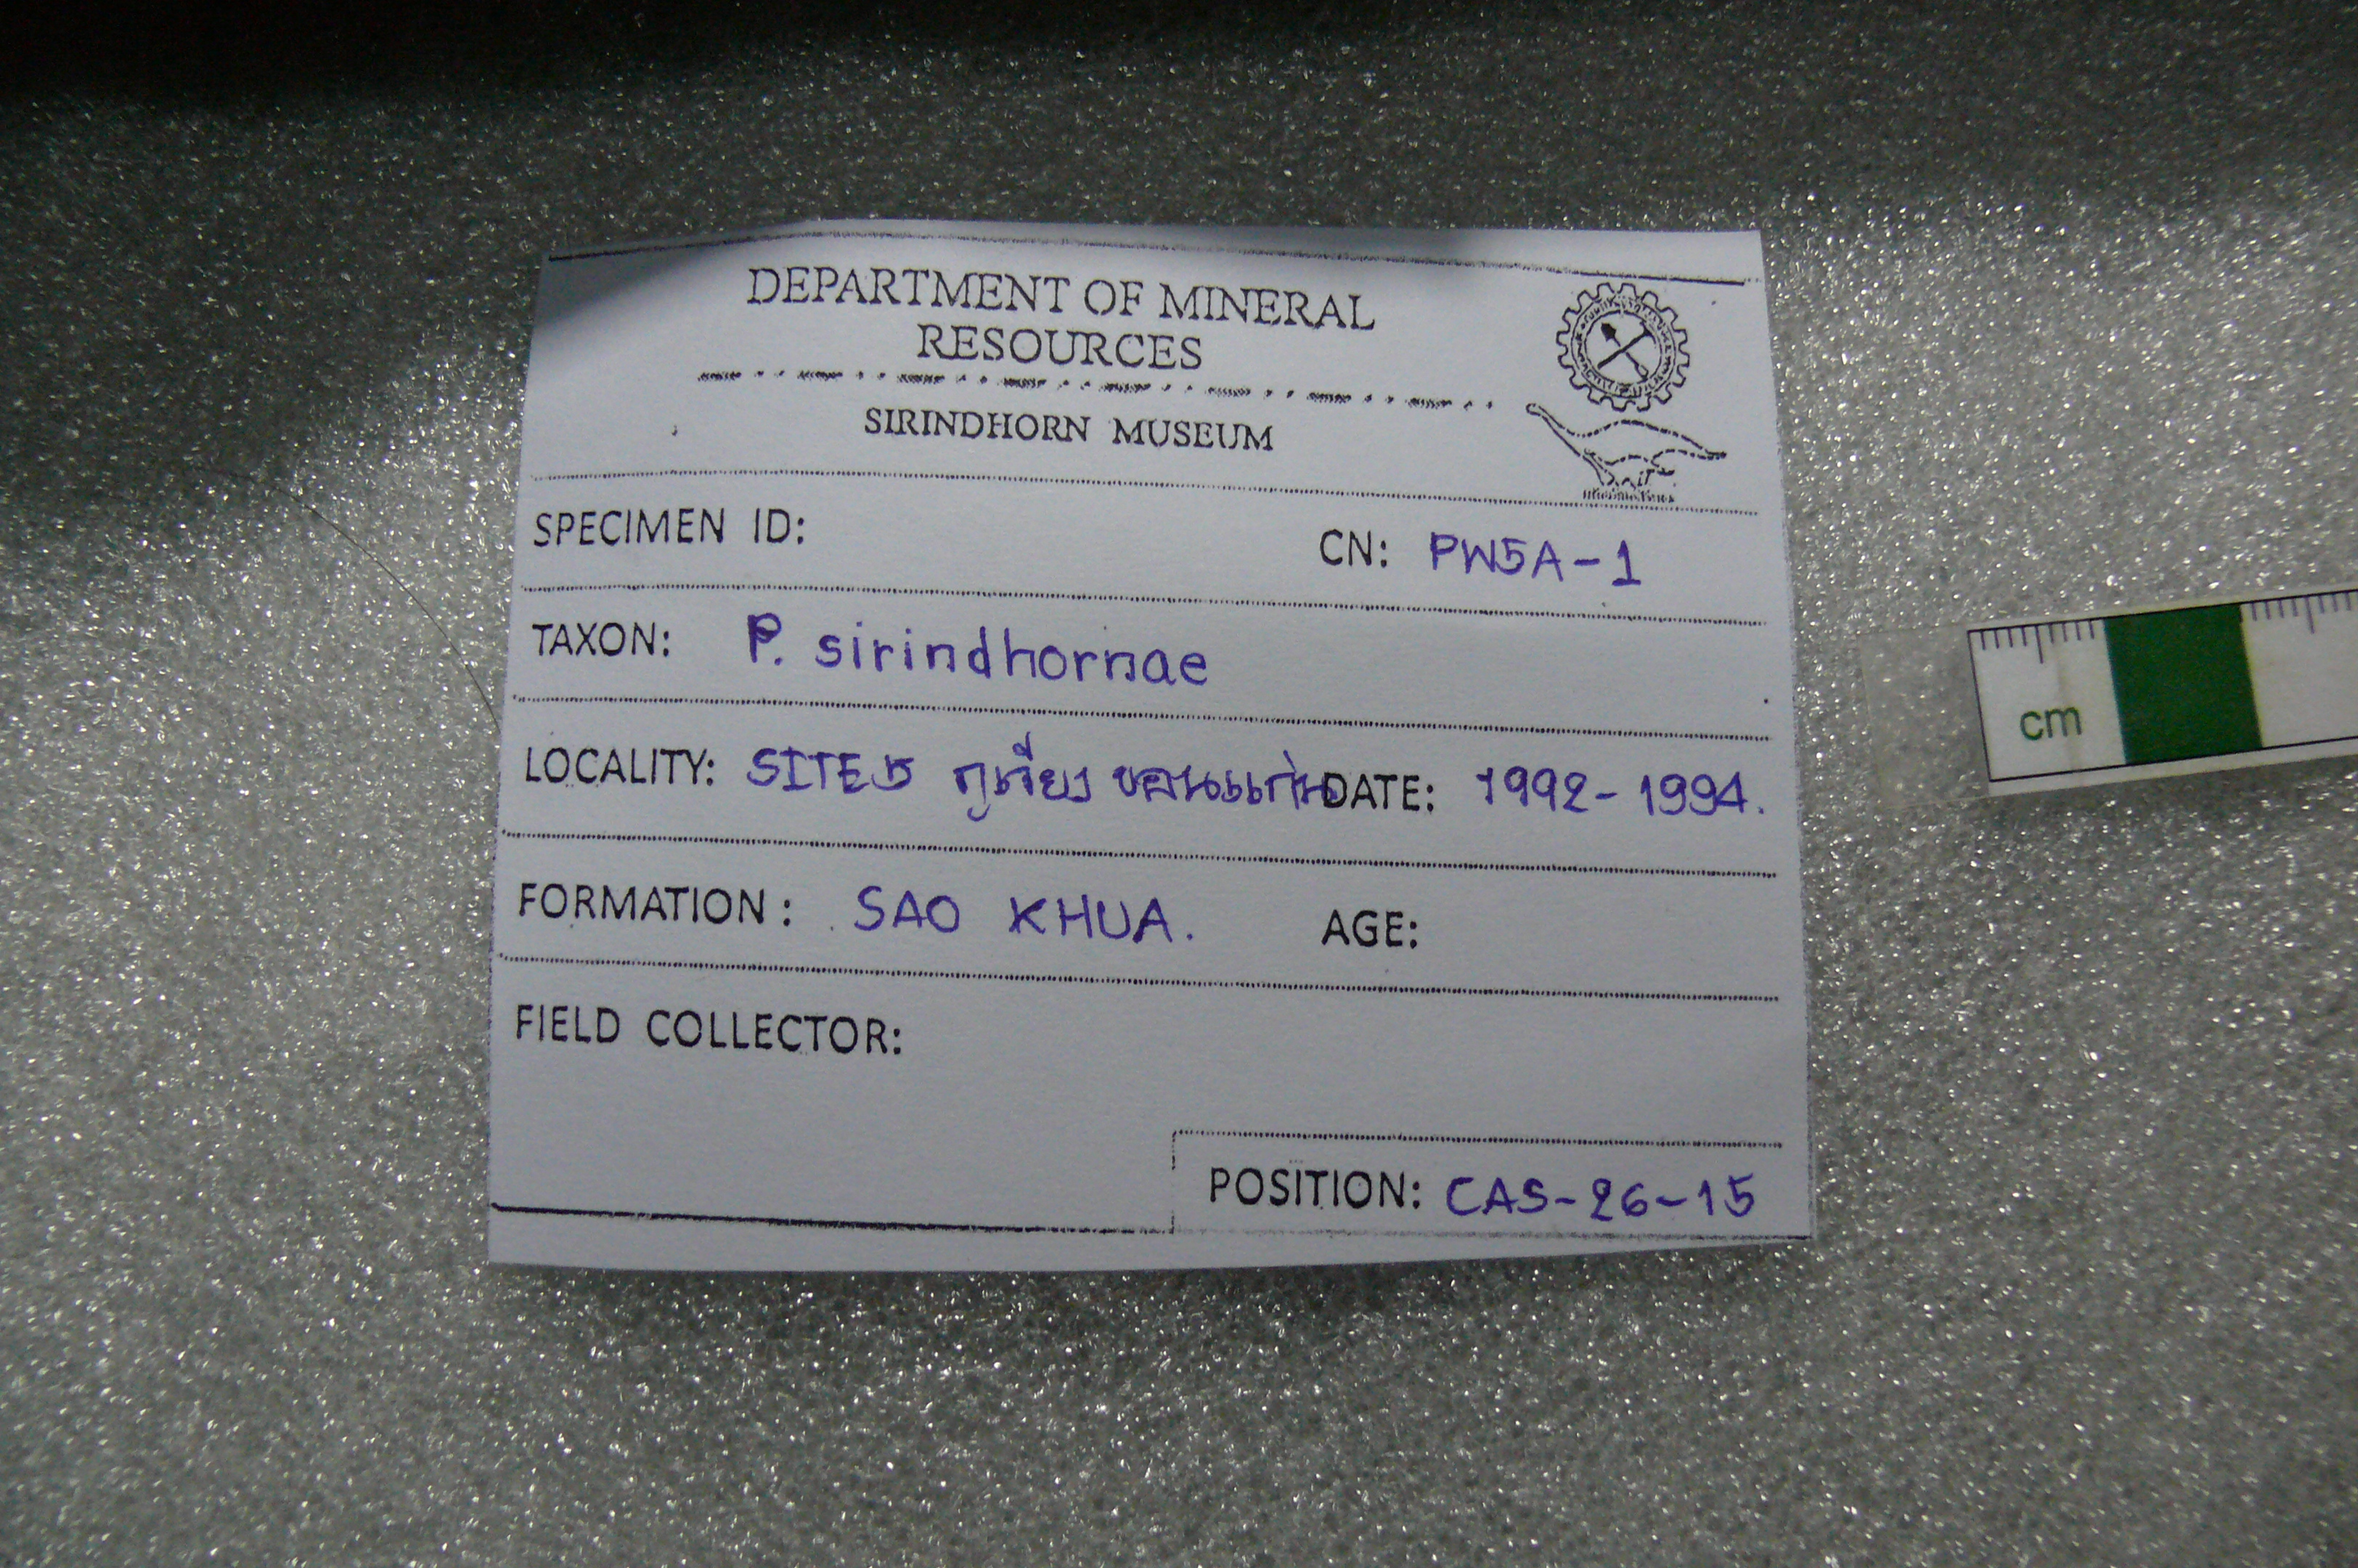 DEPARTMENT OF MINERAL
RESOURCES
SIRINDHORN MUSEUM
SPECIMEN ID: CN: PW5A-1
TAXON: P. sirindhornae
LOCALITY: SITE 5 ภูเวียง ขอนแก่น DATE: 1992-1994.
FORMATION: SAO KHUA. AGE:
FIELD COLLECTOR:
POSITION: CAS-26-15
cm